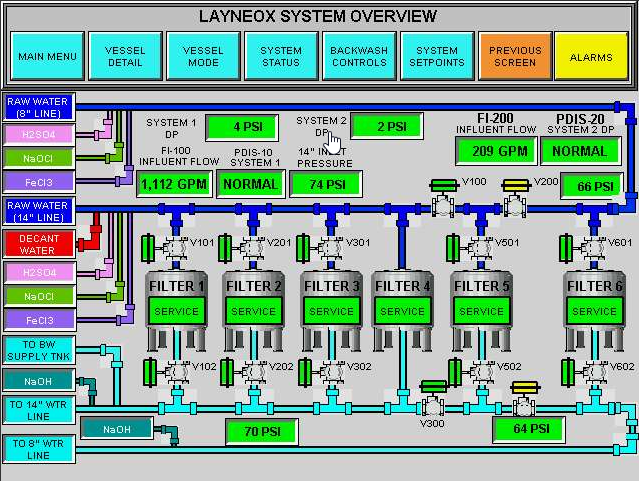 LAYNEOX SYSTEM OVERVIEW
MAIN MENU
VESSEL
DETAIL
VESSEL
MODE
SYSTEM
STATUS
BACKWASH
CONTROLS
SYSTEM
SETPOINTS
PREVIOUS
SCREEN
ALARMS
RAW WATER
(8" LINE)
H2SO4
NaOCl
FeCl3
SYSTEM 1
DP
4 PSI
SYSTEM 2
DP
2 PSI
FI-200
INFLUENT FLOW
209 GPM
PDIS-20
SYSTEM 2 DP
NORMAL
FI-100
INFLUENT FLOW
1,112 GPM
PDIS-10
SYSTEM 1
NORMAL
14" INLET
PRESSURE
74 PSI
V100
V200
66 PSI
RAW WATER
(14" LINE)
DECANT
WATER
H2SO4
NaOCl
FeCl3
V101
V201
V301
V501
V601
FILTER 1
SERVICE
FILTER 2
SERVICE
FILTER 3
SERVICE
FILTER 4
SERVICE
FILTER 5
SERVICE
FILTER 6
SERVICE
TO BW
SUPPLY TNK
V102
V202
V302
V502
V602
NaOH
TO 14" WTR
LINE
NaOH
70 PSI
V300
64 PSI
TO 8" WTR
LINE